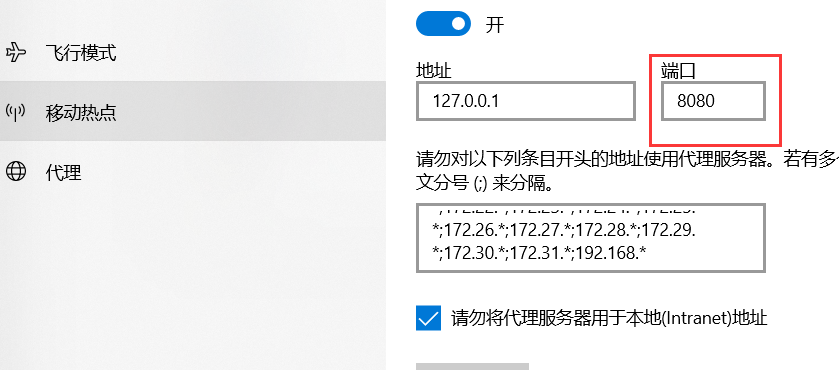 飞行模式
移动热点
代理
开
地址
端口
127.0.0.1
8080
请勿对以下列条目开头的地址使用代理服务器。若有多
文分号 (;) 来分隔。
*;172.26.*;172.27.*;172.28.*;172.29.
*;172.30.*;172.31.*;192.168.*
请勿将代理服务器用于本地(Intranet)地址